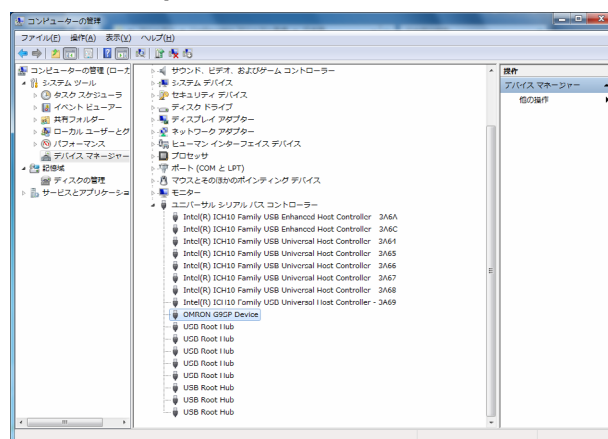 コンピューターの管理
ファイル(F) 操作(A) 表示(V) ヘルプ(H)
コンピューターの管理 (ローカ
システム ツール
タスク スケジューラ
イベント ビューアー
共有フォルダー
ローカル ユーザーとグ
パフォーマンス
デバイス マネージャー
記憶域
ディスクの管理
サービスとアプリケーショ
サウンド、ビデオ、およびゲーム コントローラー
システム デバイス
セキュリティ デバイス
ディスク ドライブ
ディスプレイ アダプター
ネットワーク アダプター
ヒューマン インターフェイス デバイス
プロセッサ
ポート (COM と LPT)
マウスとそのほかのポインティング デバイス
モニター
ユニバーサル シリアル バス コントローラー
Intel(R) ICH10 Family USB Enhanced Host Controller - 3A6A
Intel(R) ICH10 Family USB Enhanced Host Controller - 3A6C
Intel(R) ICH10 Family USB Universal Host Controller - 3A64
Intel(R) ICH10 Family USB Universal Host Controller - 3A65
Intel(R) ICH10 Family USB Universal Host Controller - 3A66
Intel(R) ICH10 Family USB Universal Host Controller - 3A67
Intel(R) ICH10 Family USB Universal Host Controller - 3A68
Intel(R) ICH10 Family USB Universal Host Controller - 3A69
OMRON G9SP Device
USB Root Hub
USB Root Hub
USB Root Hub
USB Root Hub
USB Root Hub
USB Root Hub
USB Root Hub
USB Root Hub
操作
デバイス マネージャー
他の操作